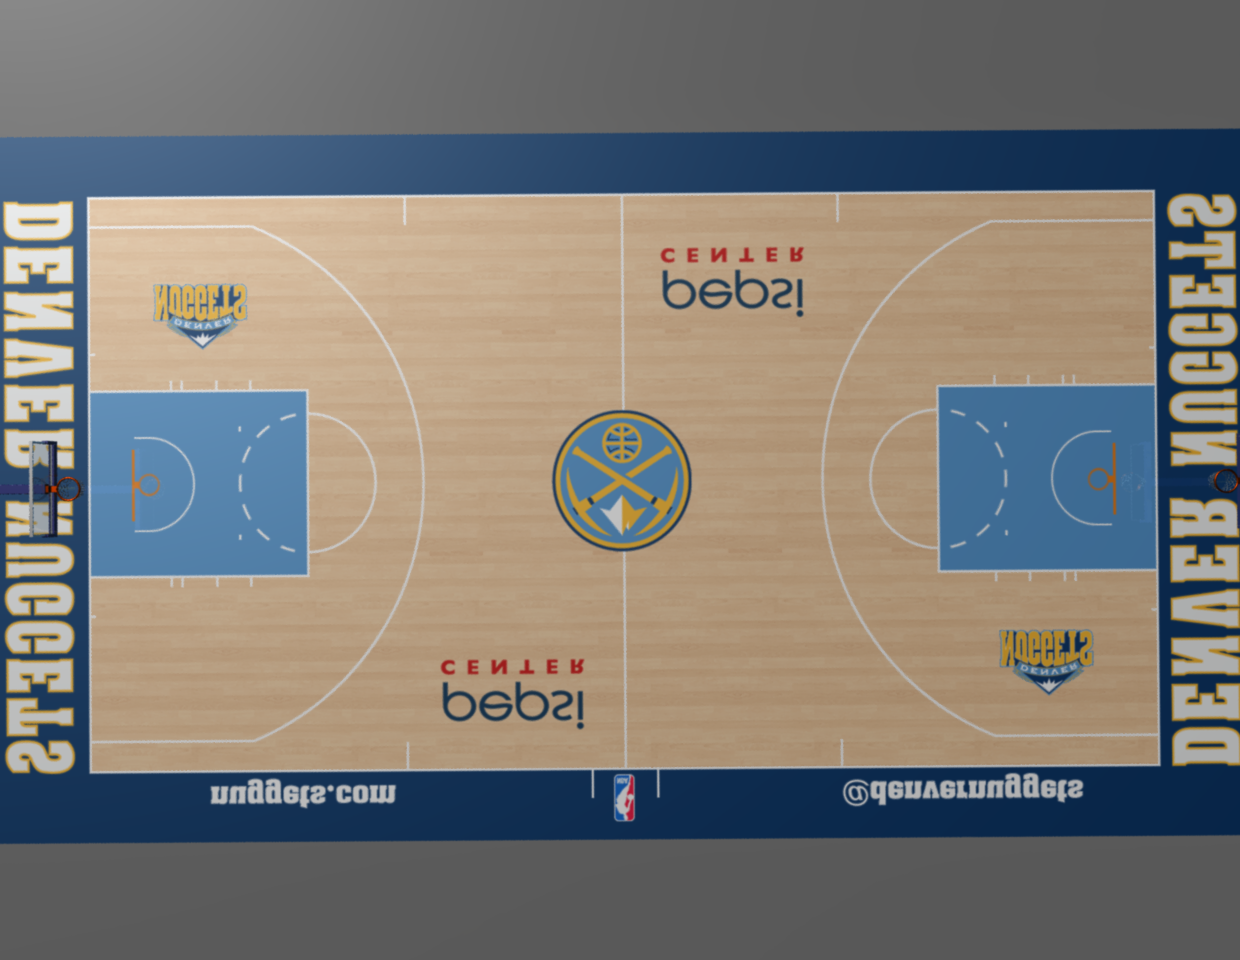 DENVER NUGGETS
DENVER NUGGETS
CENTER
pepsi
NUGGETS
DENVER
CENTER
pepsi
NUGGETS
DENVER
nuggets.com
@denvernuggets